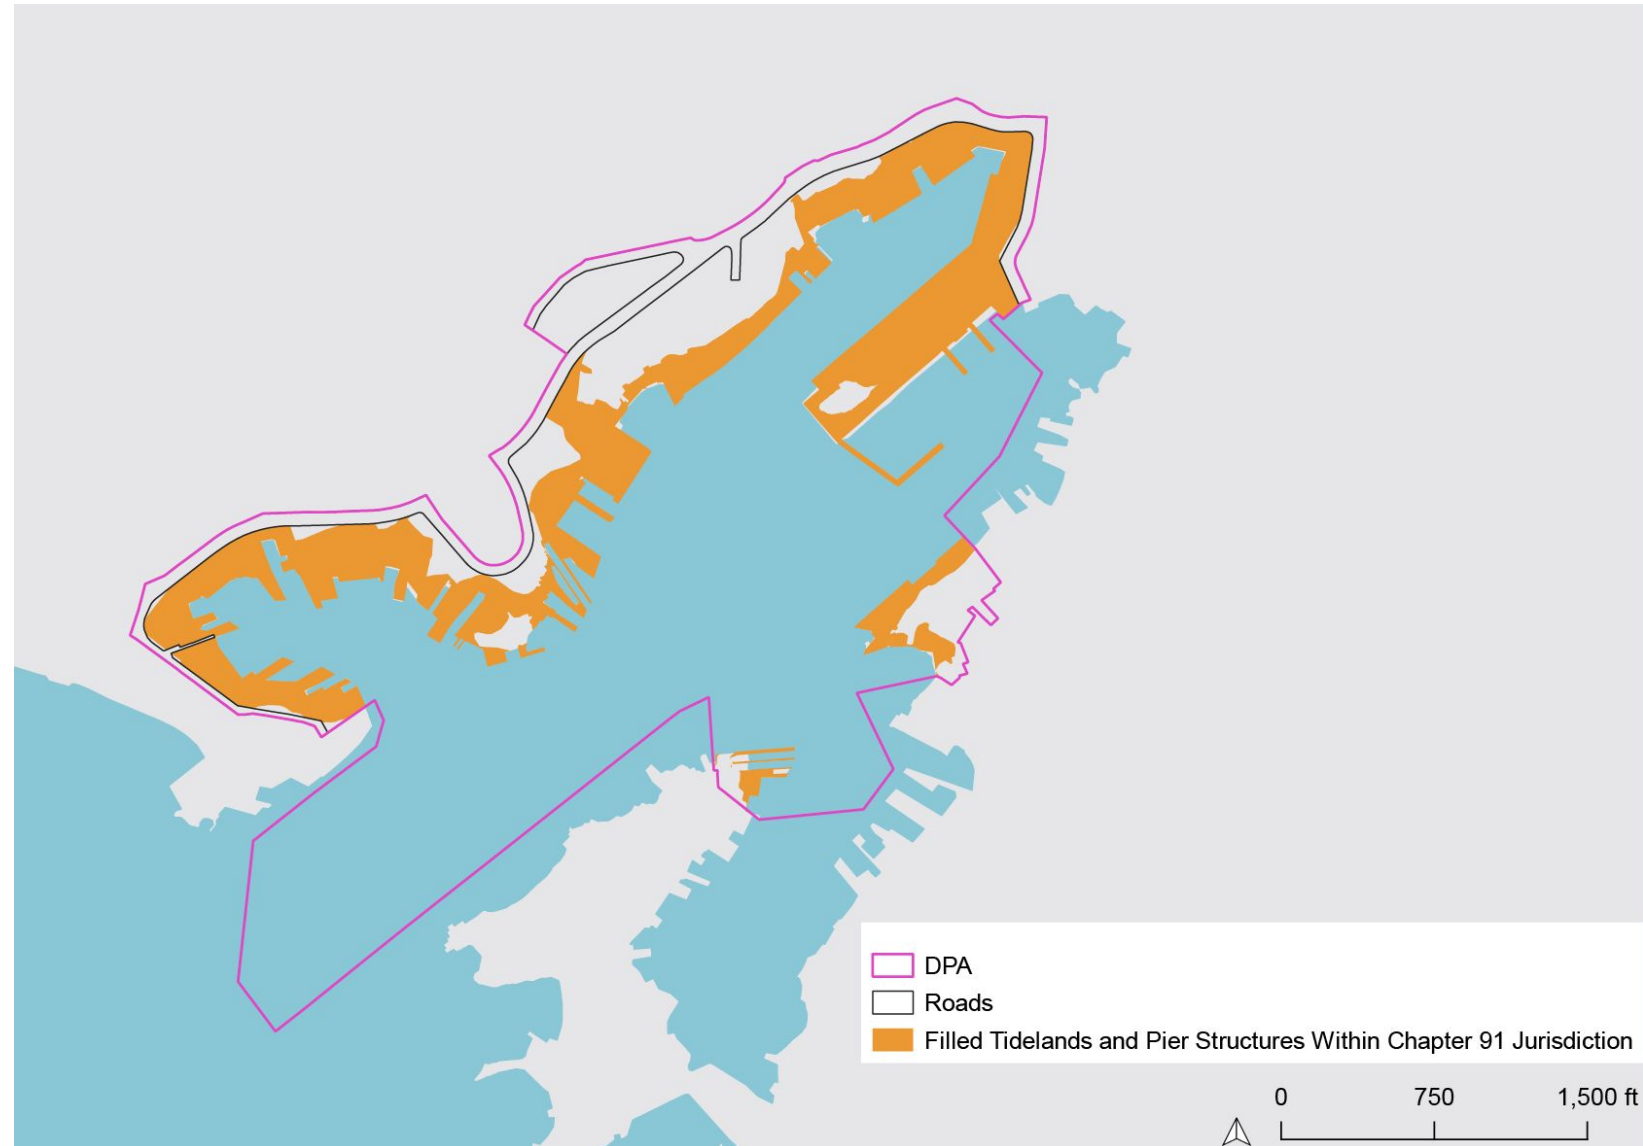 DPA
Roads
Filled Tidelands and Pier Structures Within Chapter 91 Jurisdiction
0 750 1,500 ft